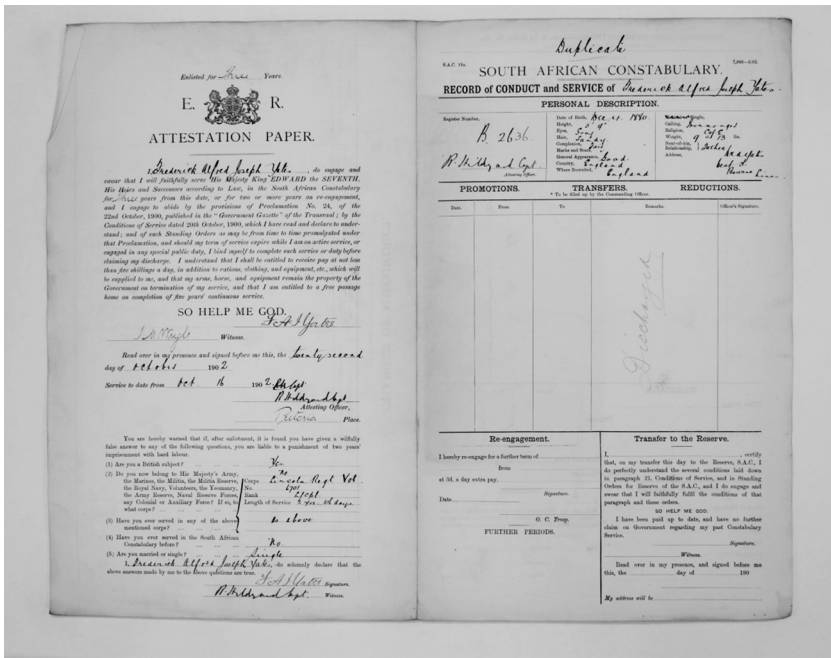 Enlisted for Three Years.
E. R.
ATTESTATION PAPER.
I, Frederick Alfred Joseph Yates, do engage and
swear that I will faithfully serve His Majesty King EDWARD the SEVENTH,
His Heirs and Successors according to Law, in the South African Constabulary
for three years from this date, or for two or more years on re-engagement,
and I engage to abide by the provisions of Proclamation No. 24, of the
22nd October, 1900, published in the "Government Gazette" of the Transvaal; by the
Conditions of Service dated 20th October, 1900, which I have read and declare to under-
stand; and of such Standing Orders as may be from time to time promulgated under
that Proclamation, and should my term of service expire while I am on active service, or
engaged in any special public duty, I bind myself to complete such service or duty before
claiming my discharge. I understand that I shall be entitled to receive pay at not less
than five shillings a day, in addition to rations, clothing, and equipment, etc., which will
be supplied to me, and that my arms, horse, and equipment remain the property of the
Government on termination of my service, and that I am entitled to a free passage
home on completion of five years' continuous service.
SO HELP ME GOD.
F A J Yates
Witness.
Read over in my presence and signed before me this, the twenty second
day of October 1902
Service to date from Oct 16 1902
R Hildyard Capt.
Attesting Officer,
Pretoria Place.
You are hereby warned that if, after enlistment, it is found you have given a wilfully
false answer to any of the following questions, you are liable to a punishment of two years'
imprisonment with hard labour.
(1) Are you a British subject? Yes
(2) Do you now belong to His Majesty's Army, No
the Marines, the Militia, the Militia Reserve, Corps Lincoln Regt Vol
the Royal Navy, Volunteers, the Yeomanry, No.
the Army Reserve, Naval Reserve Forces, Rank
any Colonial or Auxiliary Force? If so, to Length of Service
what corps?
(3) Have you ever served in any of the above As above
mentioned corps?
(4) Have you ever served in the South African
Constabulary before? No
(5) Are you married or single? Single
I, Frederick Alfred Joseph Yates, do solemnly declare that the
above answers made by me to the above questions are true.
F A J Yates Signature.
R Hildyard Capt. Witness.
Duplicate
S.A.C. 18a.
SOUTH AFRICAN CONSTABULARY.
RECORD OF CONDUCT and SERVICE of Frederick Alfred Joseph Yates
PERSONAL DESCRIPTION.
Register Number,
B 2636
R Hildyard Capt
Attesting Officer.
Date of Birth, Dec 21. 1880.
Height, 5' 9"
Eyes, Grey
Hair, Sandy
Complexion, Fair
Marks and Scars,
General Appearance, Good
Country, England
Where Recruited, England
Single,
Calling, Ironmonger
Religion, C of E
Weight, 9 st 13 lbs.
Next-of-kin,
Relationship, Father
Address,
PROMOTIONS. TRANSFERS. REDUCTIONS.
* To be filled up by the Commanding Officer.
Date. From To Remarks Officer's Signature.
Discharged
Re-engagement.
I hereby re-engage for a further term of
from
at 3d. a day extra pay.
Signature.
Date
O. C. Troop.
FURTHER PERIODS.
Transfer to the Reserve.
I, , certify
that, on my transfer this day to the Reserve, S.A.C., I
do perfectly understand the several conditions laid down
in paragraph 21, Conditions of Service, and in Standing
Orders for Reserve of the S.A.C., and I do engage and
swear that I will faithfully fulfil the conditions of that
paragraph and these orders.
SO HELP ME GOD.
I have been paid up to date, and have no further
claim on Government regarding my past Constabulary
Service.
Signature.
Witness.
Read over in my presence, and signed before me
this, the day of 190
My address will be